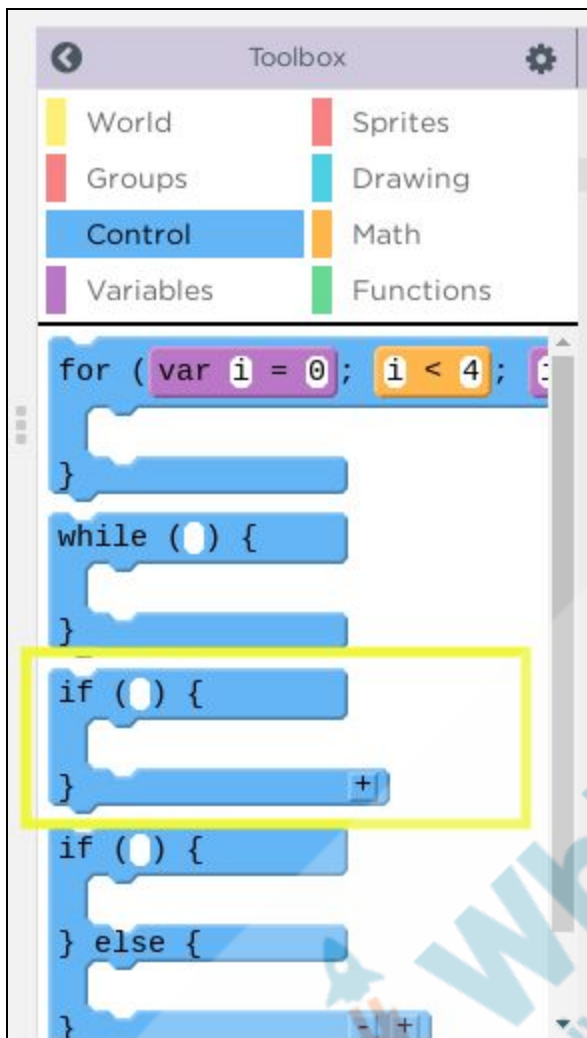 Toolbox
World Sprites
Groups Drawing
Control Math
Variables Functions
for ( var i = 0 ; i < 4 ;
}
while ( ) {
}
if ( ) {
} +
if ( ) {
} else {
} - +